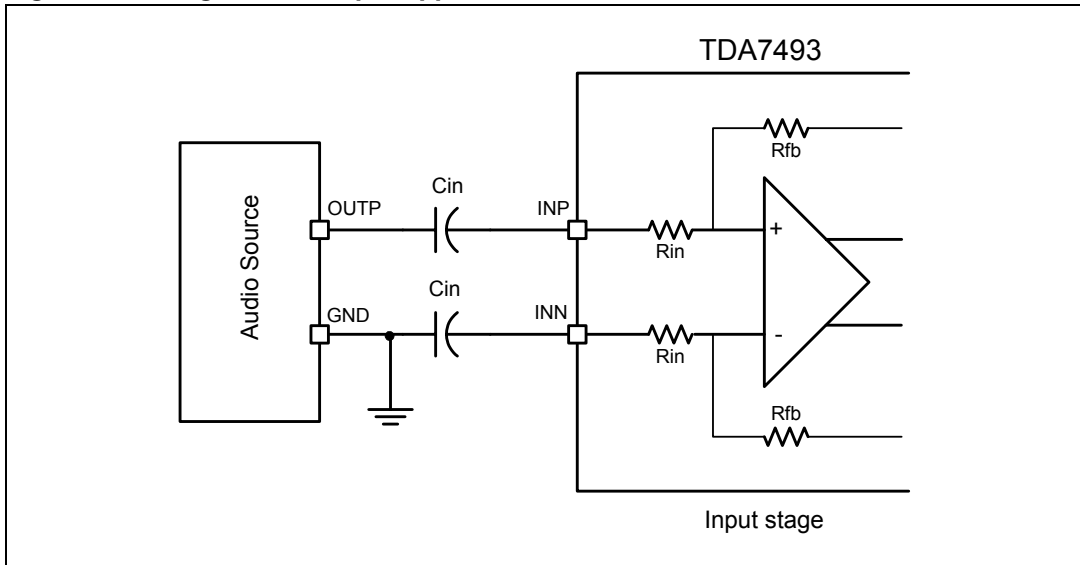 TDA7493
Rfb
Cin
OUTP
INP
Rin
+
Audio Source
Cin
GND
INN
Rin
-
Rfb
Input stage